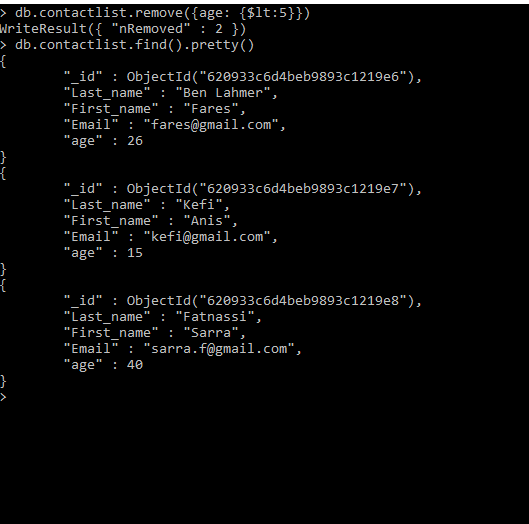 > db.contactlist.remove({age: {$lt:5}})
WriteResult({ "nRemoved" : 2 })
> db.contactlist.find().pretty()
{
        "_id" : ObjectId("620933c6d4beb9893c1219e6"),
        "Last_name" : "Ben Lahmer",
        "First_name" : "Fares",
        "Email" : "fares@gmail.com",
        "age" : 26
}
{
        "_id" : ObjectId("620933c6d4beb9893c1219e7"),
        "Last_name" : "Kefi",
        "First_name" : "Anis",
        "Email" : "kefi@gmail.com",
        "age" : 15
}
{
        "_id" : ObjectId("620933c6d4beb9893c1219e8"),
        "Last_name" : "Fatnassi",
        "First_name" : "Sarra",
        "Email" : "sarra.f@gmail.com",
        "age" : 40
}
>